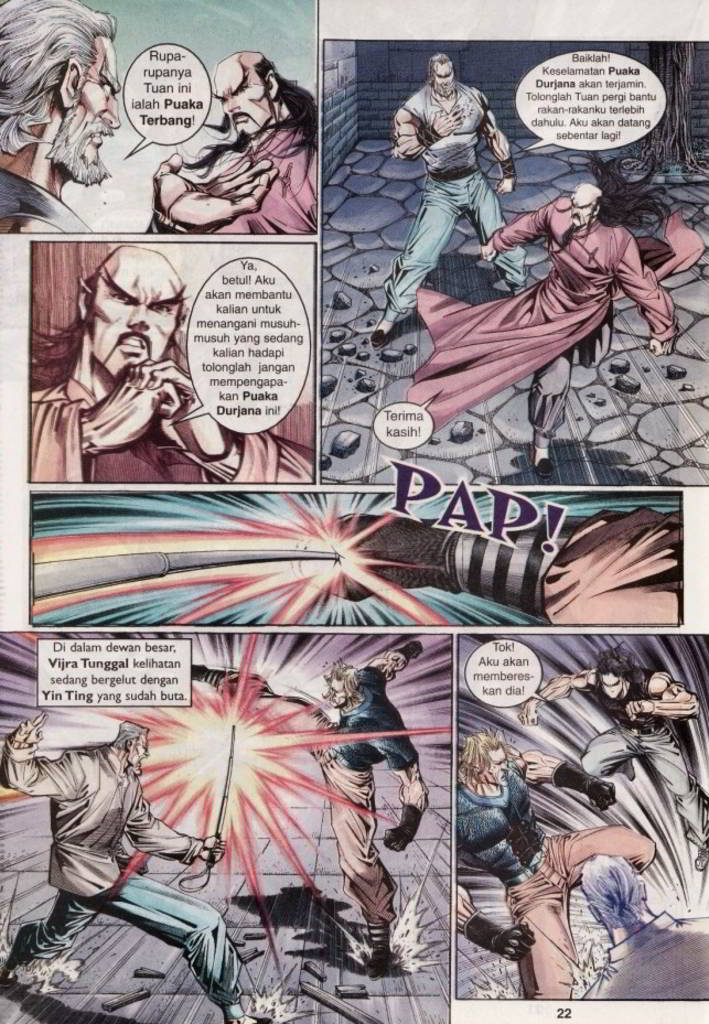 Rupa-
rupanya
Tuan ini
ialah Puaka
Terbang!
Baiklah!
Keselamatan Puaka
Durjana akan terjamin.
Tolonglah Tuan pergi bantu
rakan-rakanku terlebih
dahulu. Aku akan datang
sebentar lagi!
Ya,
betul! Aku
akan membantu
kalian untuk
menangani musuh-
musuh yang sedang
kalian hadapi
tolonglah jangan
mempengapa-
kan Puaka
Durjana ini!
Terima
kasih!
PAP!
Di dalam dewan besar,
Vijra Tunggal kelihatan
sedang bergelut dengan
Yin Ting yang sudah buta.
Tok!
Aku akan
memberes-
kan dia!
22